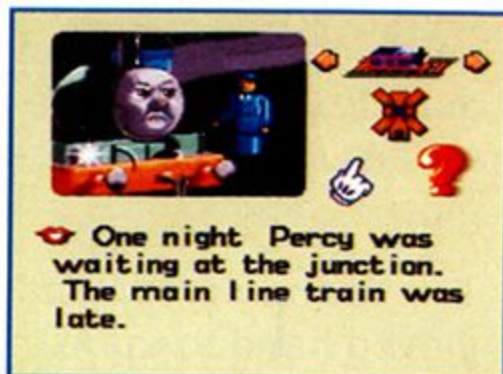 ?
One night Percy was
waiting at the junction.
The main line train was
late.